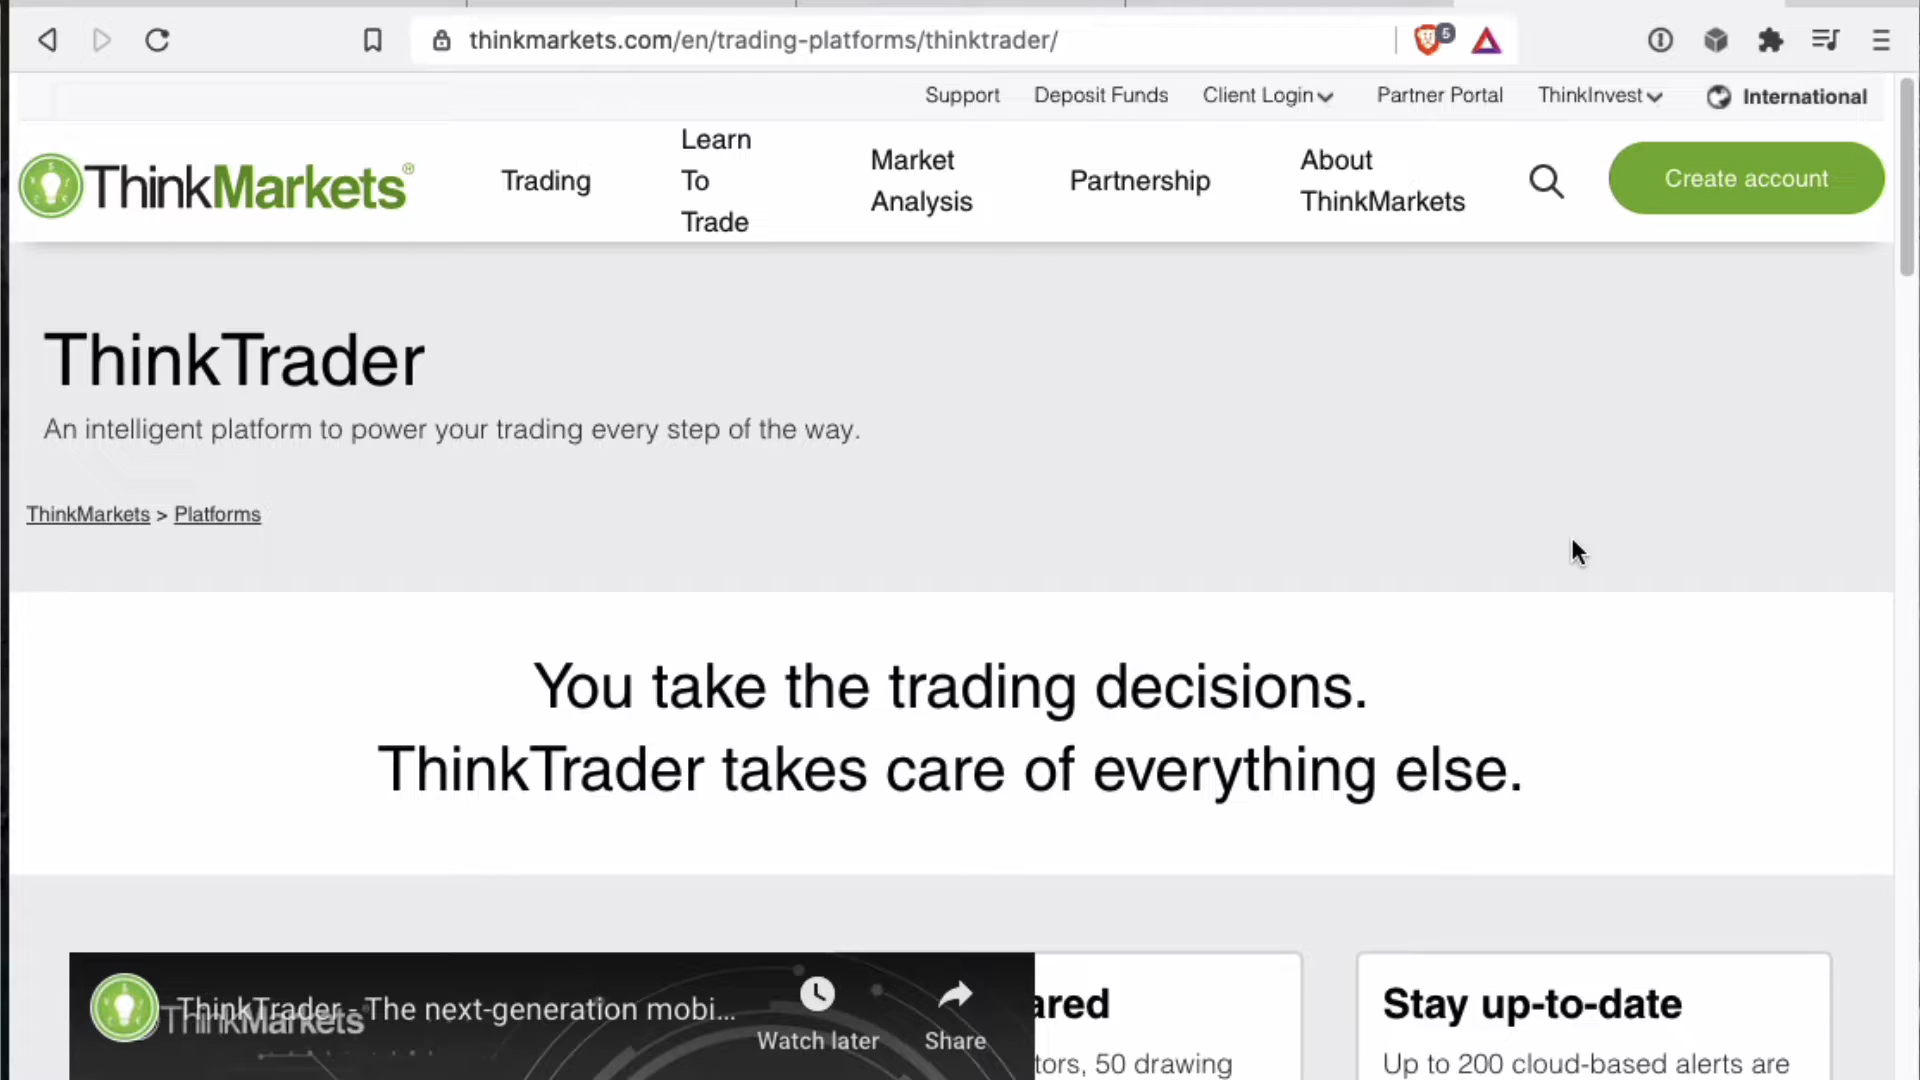 thinkmarkets.com/en/trading-platforms/thinktrader/
5
Support Deposit Funds Client Login Partner Portal ThinkInvest International
ThinkMarkets®
Trading
Learn
To
Trade
Market
Analysis
Partnership
About
ThinkMarkets
Create account
ThinkTrader
An intelligent platform to power your trading every step of the way.
ThinkMarkets > Platforms
You take the trading decisions.
ThinkTrader takes care of everything else.
ThinkTrader - The next-generation mobi...
ThinkMarkets
Watch later
Share
ared
tors, 50 drawing
Stay up-to-date
Up to 200 cloud-based alerts are